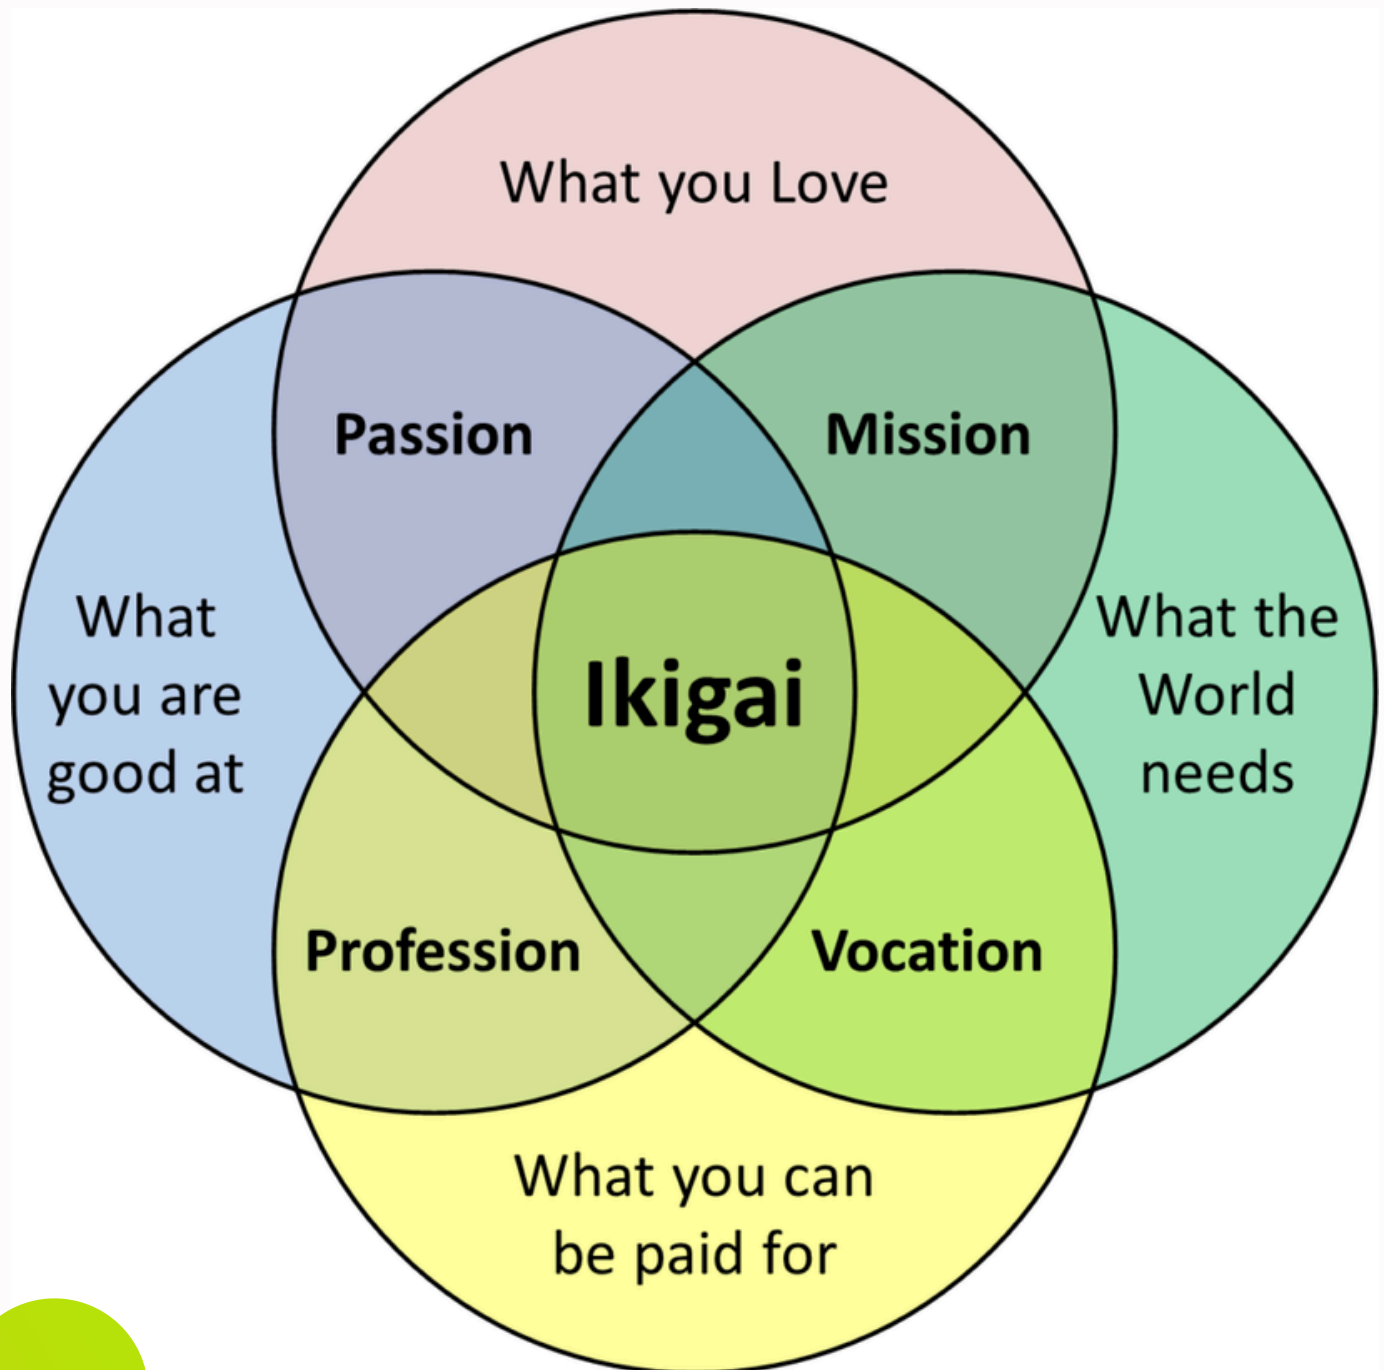 What you Love
Passion
Mission
What
you are
good at
Ikigai
What the
World
needs
Profession
Vocation
What you can
be paid for